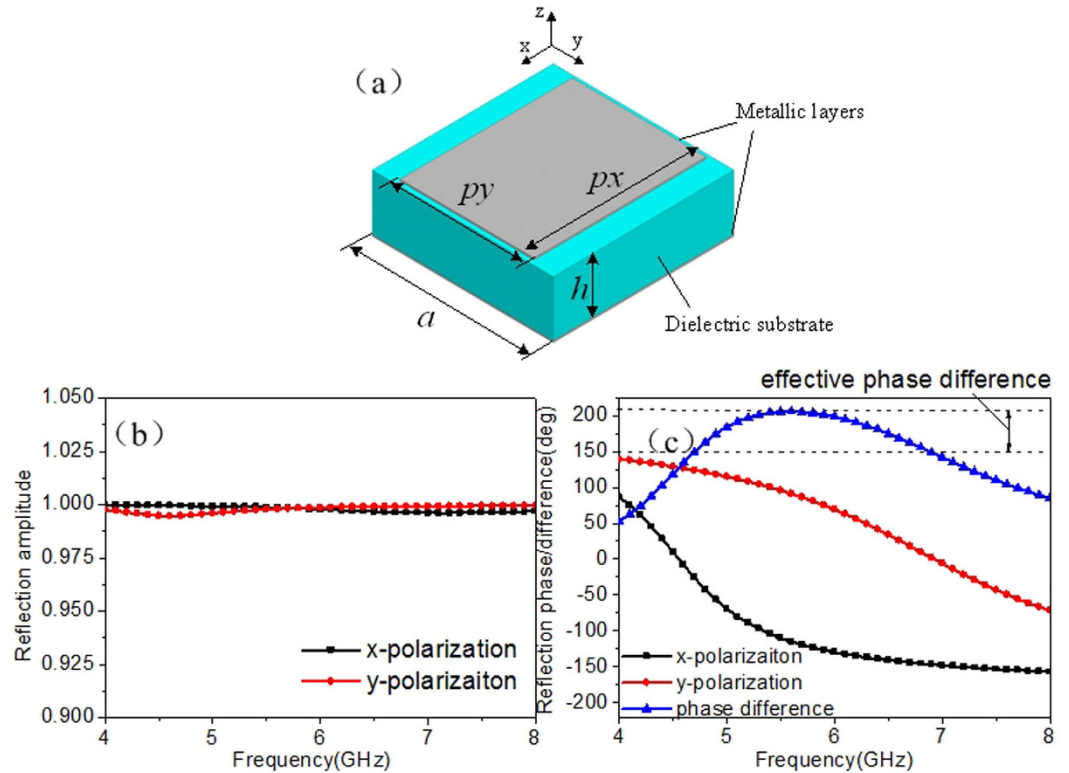 z
x
y
（a）
Metallic layers
py
px
h
a
Dielectric substrate
1.050
1.025
1.000
0.975
0.950
0.925
0.900
Reflection amplitude
（b）
x-polarization
y-polarizaiton
4
5
6
7
8
Frequency(GHz)
effective phase difference
200
150
100
50
0
-50
-100
-150
-200
Reflection phase/difference(deg)
（c）
x-polarizaiton
y-polarization
phase difference
4
5
6
7
8
Frequency(GHz)